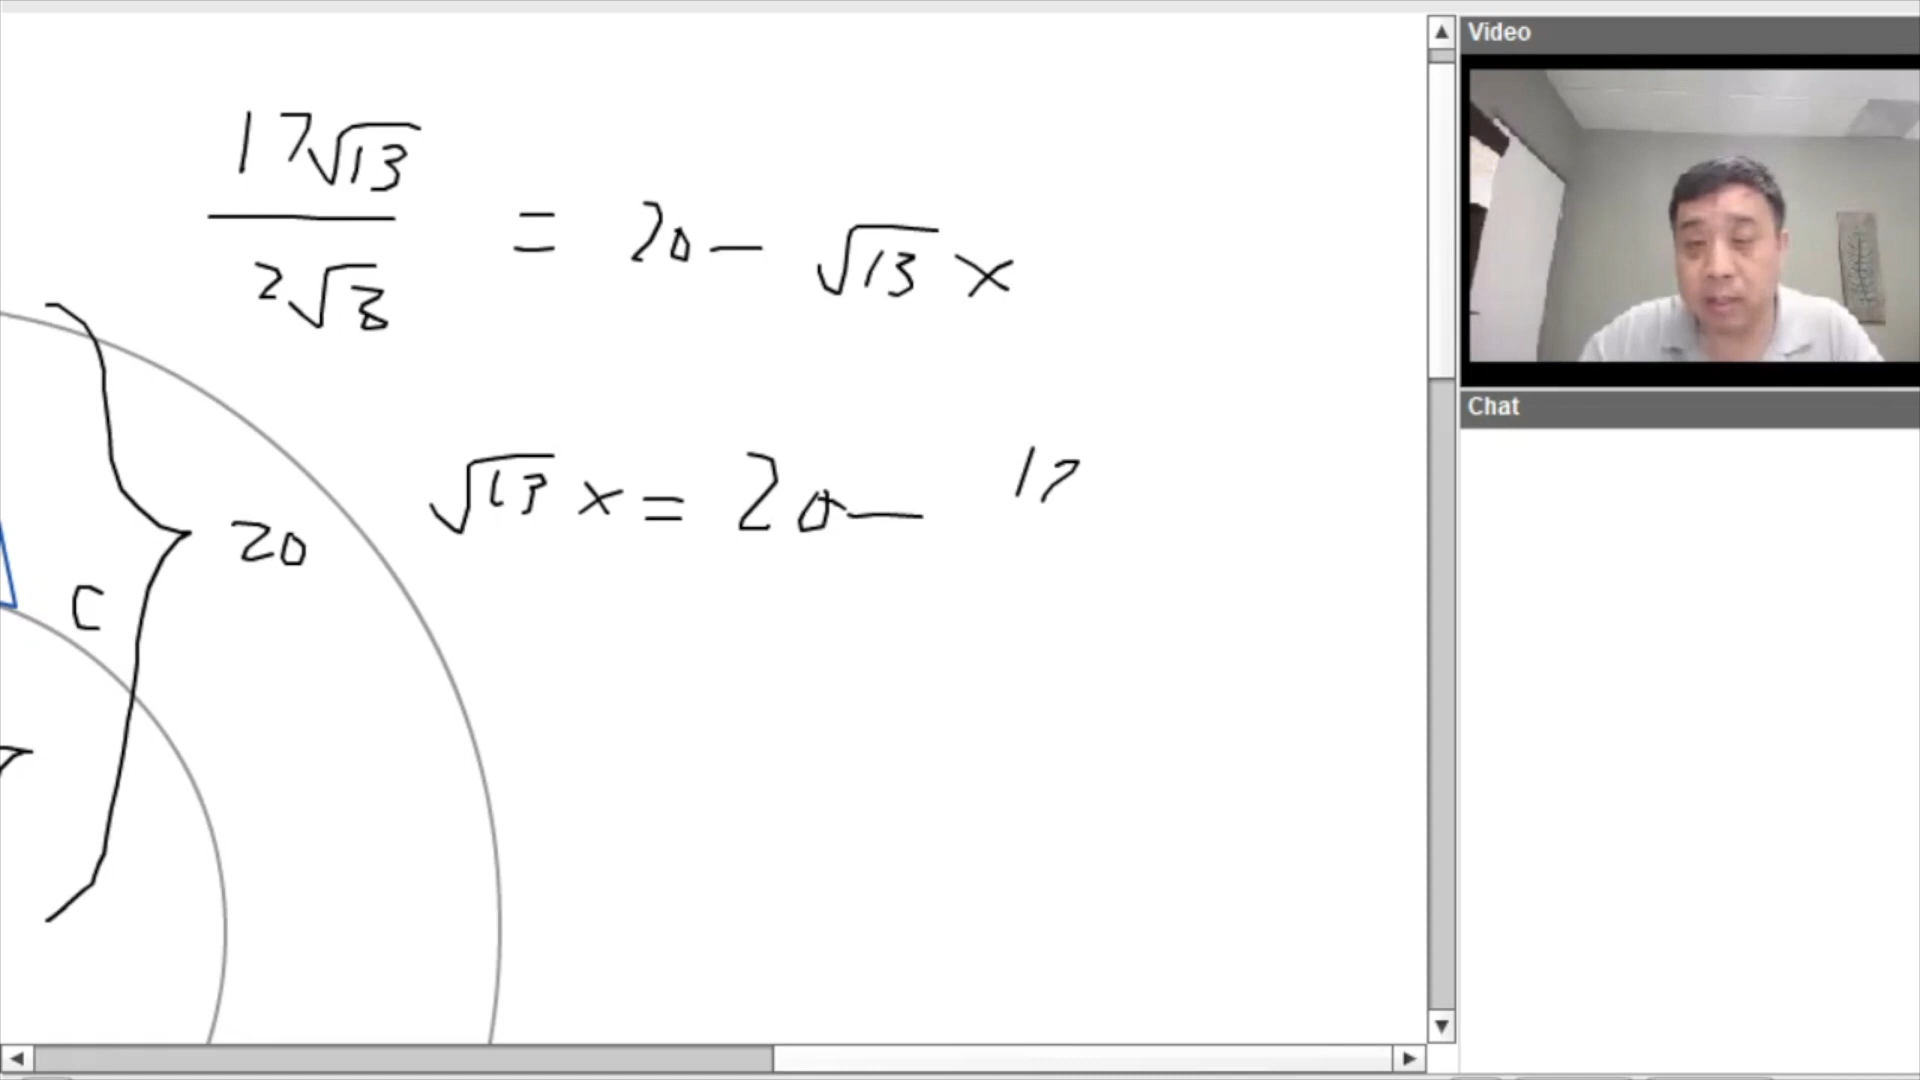 Video
17√13
―――― = 20 - √13 x
2√3
√13 x = 20 - 17
20
C
Chat